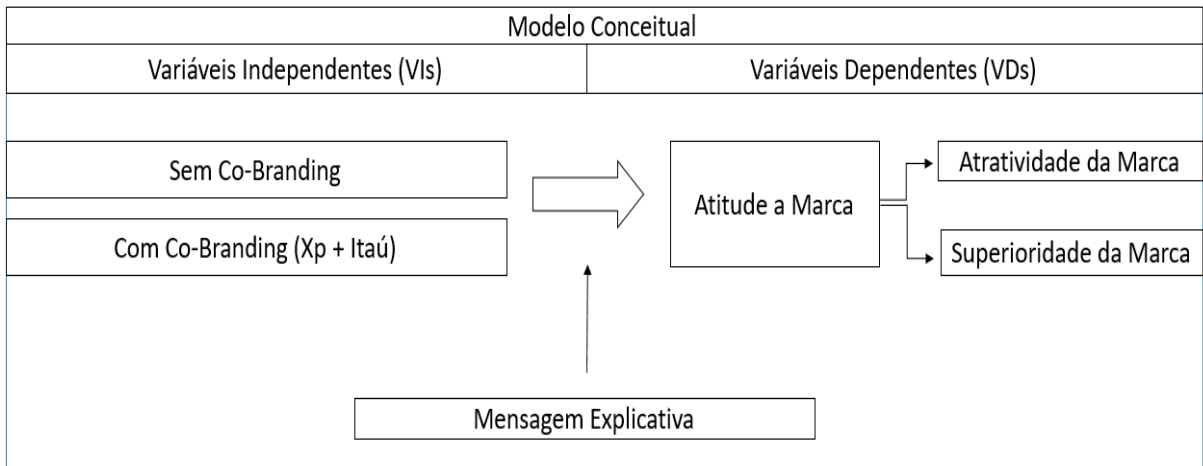 Modelo Conceitual
Variáveis Independentes (VIs)
Variáveis Dependentes (VDs)
Sem Co-Branding
Com Co-Branding (Xp + Itaú)
Atitude a Marca
Atratividade da Marca
Superioridade da Marca
Mensagem Explicativa